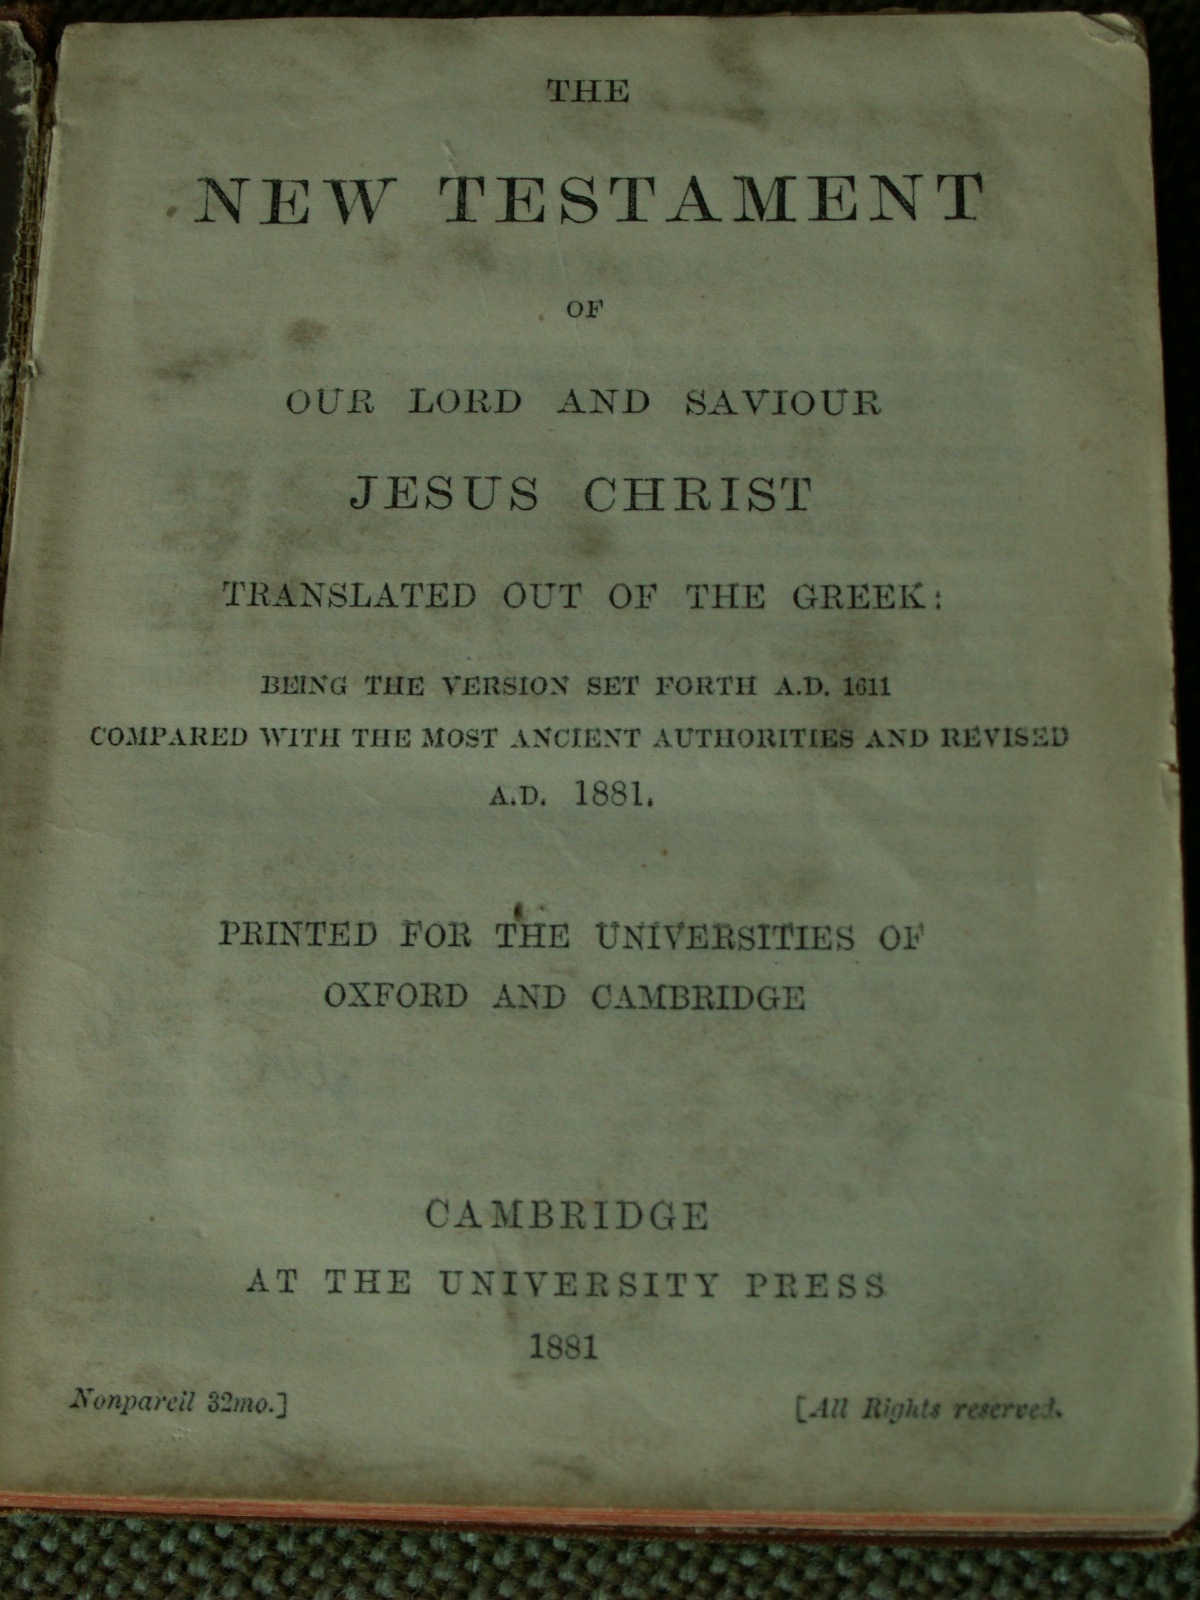 THE
NEW TESTAMENT
OF
OUR LORD AND SAVIOUR
JESUS CHRIST
TRANSLATED OUT OF THE GREEK:
BEING THE VERSION SET FORTH A.D. 1611
COMPARED WITH THE MOST ANCIENT AUTHORITIES AND REVISED
A.D. 1881.
PRINTED FOR THE UNIVERSITIES OF
OXFORD AND CAMBRIDGE
CAMBRIDGE
AT THE UNIVERSITY PRESS
1881
Nonpareil 32mo.] [All Rights reserved.